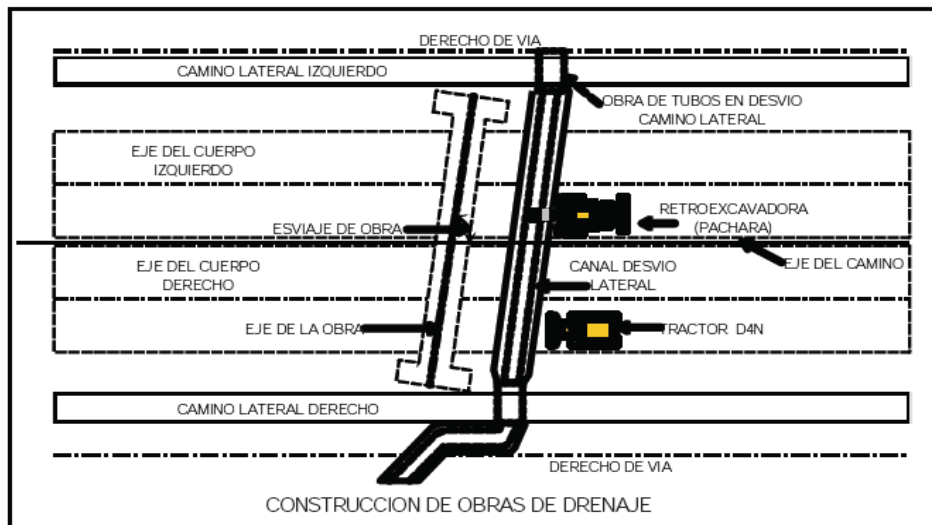 DERECHO DE VIA
CAMINO LATERAL IZQUIERDO
OBRA DE TUBOS EN DESVIO
CAMINO LATERAL
EJE DEL CUERPO
IZQUIERDO
RETROEXCAVADORA
(PACHARA)
ESVIAJE DE OBRA
EJE DEL CAMINO
EJE DEL CUERPO
DERECHO
CANAL DESVIO
LATERAL
EJE DE LA OBRA
TRACTOR D4N
CAMINO LATERAL DERECHO
DERECHO DE VIA
CONSTRUCCION DE OBRAS DE DRENAJE